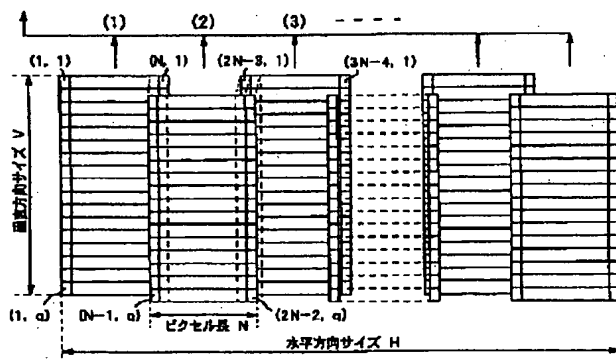 (1) (2) (3)
(1, 1) (N, 1) (2N-3, 1) (3N-4, 1)
垂直方向サイズ V
(1, a) (N-1, a) (2N-2, a)
ピクセル長 N
水平方向サイズ H